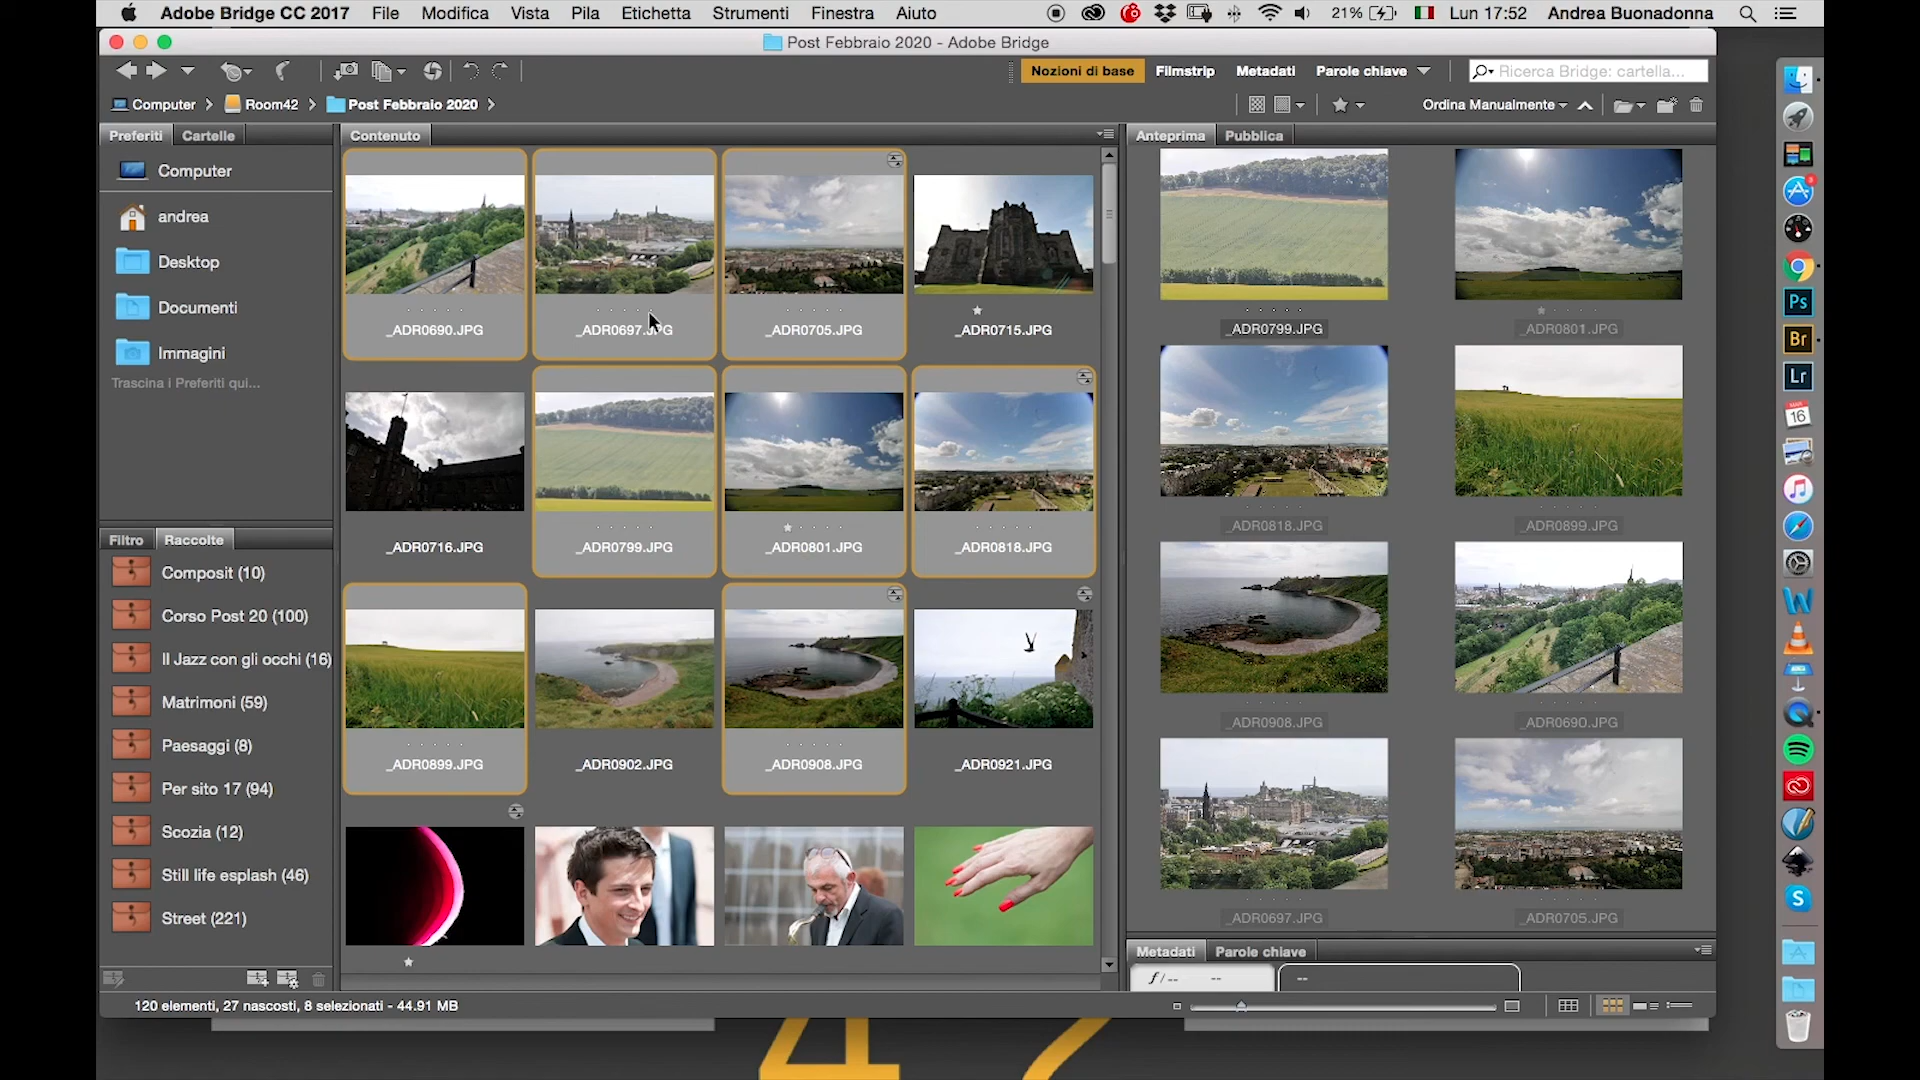 Adobe Bridge CC 2017 File Modifica Vista Pila Etichetta Strumenti Finestra Aiuto 21% Lun 17:52 Andrea Buonadonna
Post Febbraio 2020 - Adobe Bridge
Nozioni di base Filmstrip Metadati Parole chiave Ricerca Bridge: cartella...
Computer Room42 Post Febbraio 2020 Ordina Manualmente
Preferiti Cartelle
Computer
andrea
Desktop
Documenti
Immagini
Trascina i Preferiti qui...
Filtro Raccolte
Composit (10)
Corso Post 20 (100)
Il Jazz con gli occhi (16)
Matrimoni (59)
Paesaggi (8)
Per sito 17 (94)
Scozia (12)
Still life esplash (46)
Street (221)
Contenuto
_ADR0690.JPG _ADR0697.JPG _ADR0705.JPG _ADR0715.JPG
_ADR0716.JPG _ADR0799.JPG _ADR0801.JPG _ADR0818.JPG
_ADR0899.JPG _ADR0902.JPG _ADR0908.JPG _ADR0921.JPG
Anteprima Pubblica
_ADR0799.JPG _ADR0801.JPG
_ADR0818.JPG _ADR0899.JPG
_ADR0908.JPG _ADR0690.JPG
_ADR0697.JPG _ADR0705.JPG
Metadati Parole chiave
f/-- -- --
120 elementi, 27 nascosti, 8 selezionati - 44.91 MB
3
Ps
Br
Lr
16
S
42